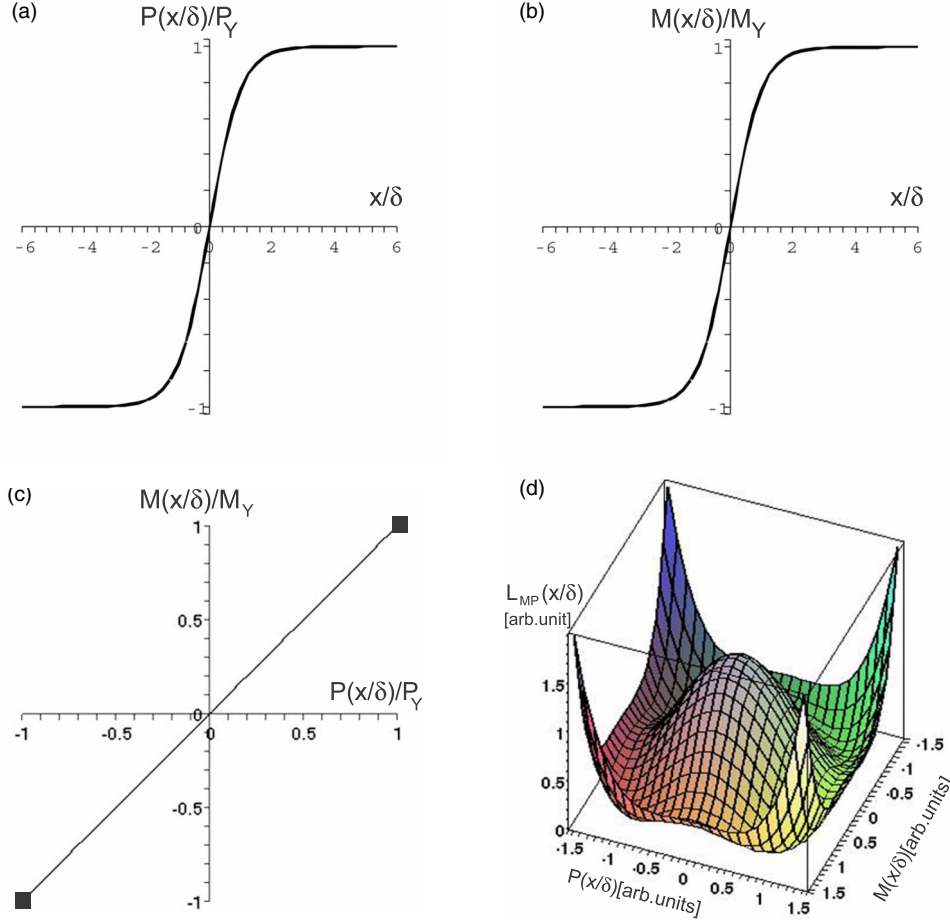 (a)
P(x/δ)/P_Y
1
x/δ
0
-6 -4 -2 0 2 4 6
-1
(b)
M(x/δ)/M_Y
1
x/δ
0
-6 -4 -2 0 2 4 6
-1
(c)
M(x/δ)/M_Y
1
0.5
P(x/δ)/P_Y
0
-1 -0.5 0 0.5 1
-0.5
-1
(d)
L_MP(x/δ)
[arb.unit]
1.5
1
0.5
0
-1.5 -1 -0.5 0 0.5 1 1.5
P(x/δ)[arb.units]
-1.5
-1
-0.5
0
0.5
1
1.5
M(x/δ)[arb.units]